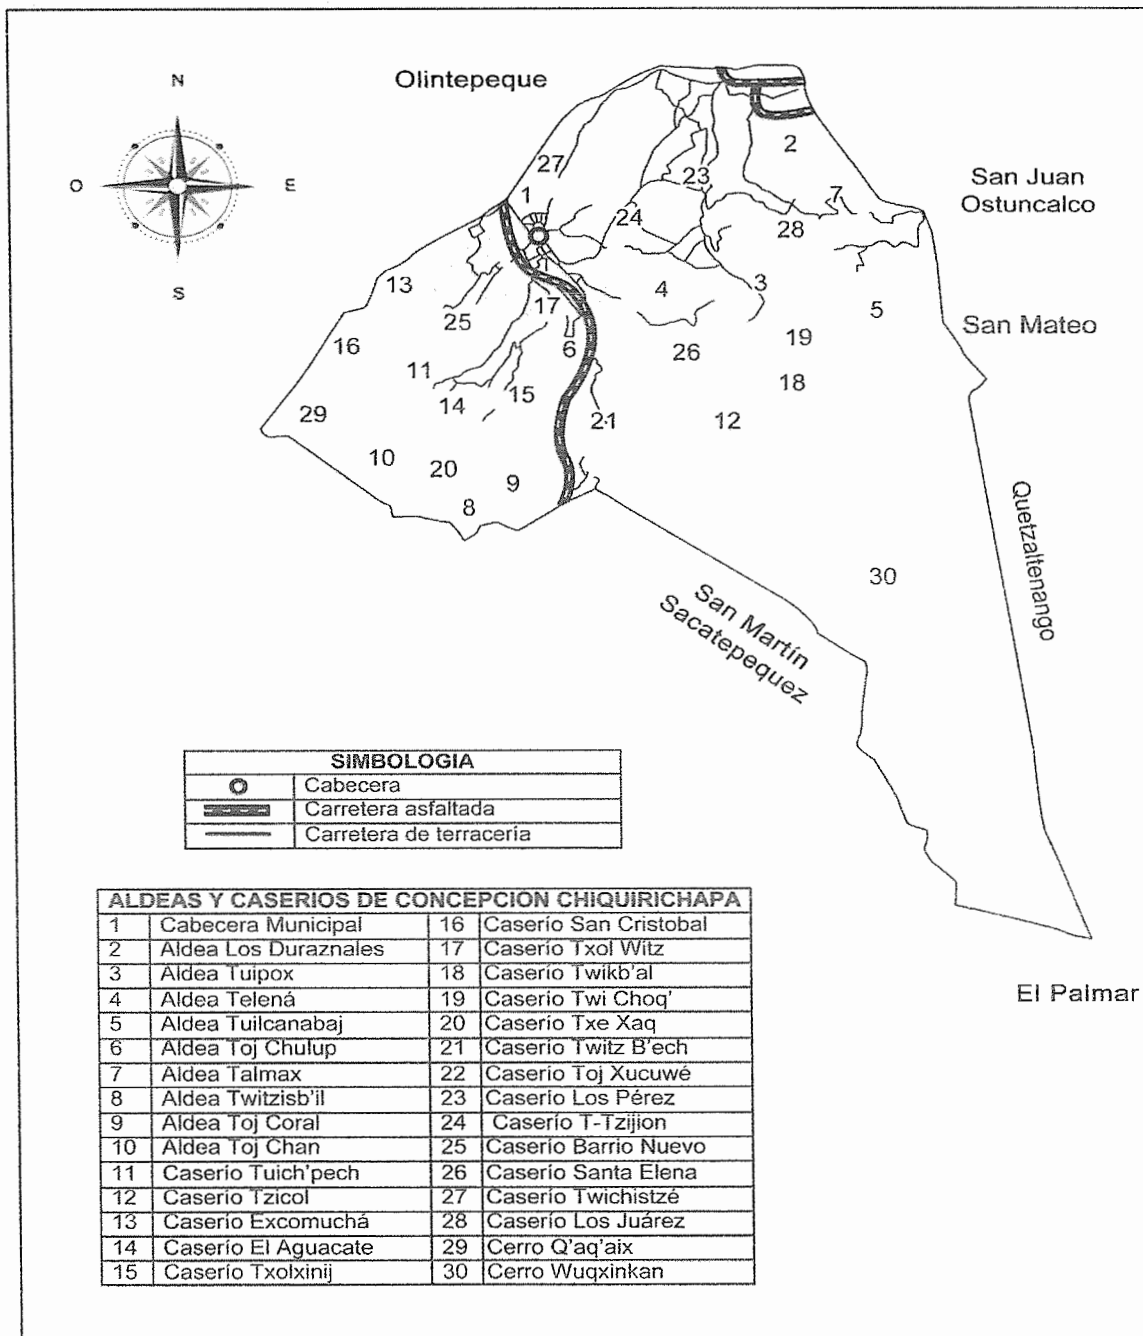 N
Olintepeque
2
27
O
E
23
San Juan
Ostuncalco
1
7
24
28
S
13
4
3
17
5
25
San Mateo
16
6
19
26
11
18
15
14
29
21
12
10
20
9
8
Quetzaltenango
30
San Martín
Sacatepequez
SIMBOLOGIA
Cabecera
Carretera asfaltada
Carretera de terracería
El Palmar
ALDEAS Y CASERIOS DE CONCEPCION CHIQUIRICHAPA
1 Cabecera Municipal 16 Caserío San Cristobal
2 Aldea Los Duraznales 17 Caserío Txol Witz
3 Aldea Tuipox 18 Caserío Twikb'al
4 Aldea Telená 19 Caserío Twi Choq'
5 Aldea Tuilcanabaj 20 Caserío Txe Xaq
6 Aldea Toj Chulup 21 Caserío Twitz B'ech
7 Aldea Talmax 22 Caserío Toj Xucuwé
8 Aldea Twitzisb'il 23 Caserío Los Pérez
9 Aldea Toj Coral 24 Caserío T-Tzijion
10 Aldea Toj Chan 25 Caserío Barrio Nuevo
11 Caserío Tuich'pech 26 Caserío Santa Elena
12 Caserío Tzicol 27 Caserío Twichistzé
13 Caserío Excomuchá 28 Caserío Los Juárez
14 Caserío El Aguacate 29 Cerro Q'aq'aix
15 Caserío Txolxinij 30 Cerro Wuqxinkan